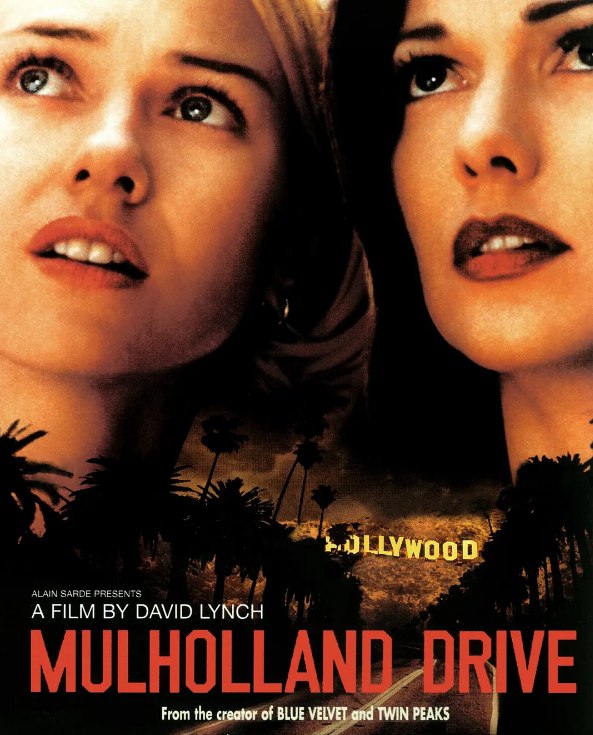 HOLLYWOOD
ALAIN SARDE PRESENTS
A FILM BY DAVID LYNCH
MULHOLLAND DRIVE
From the creator of BLUE VELVET and TWIN PEAKS